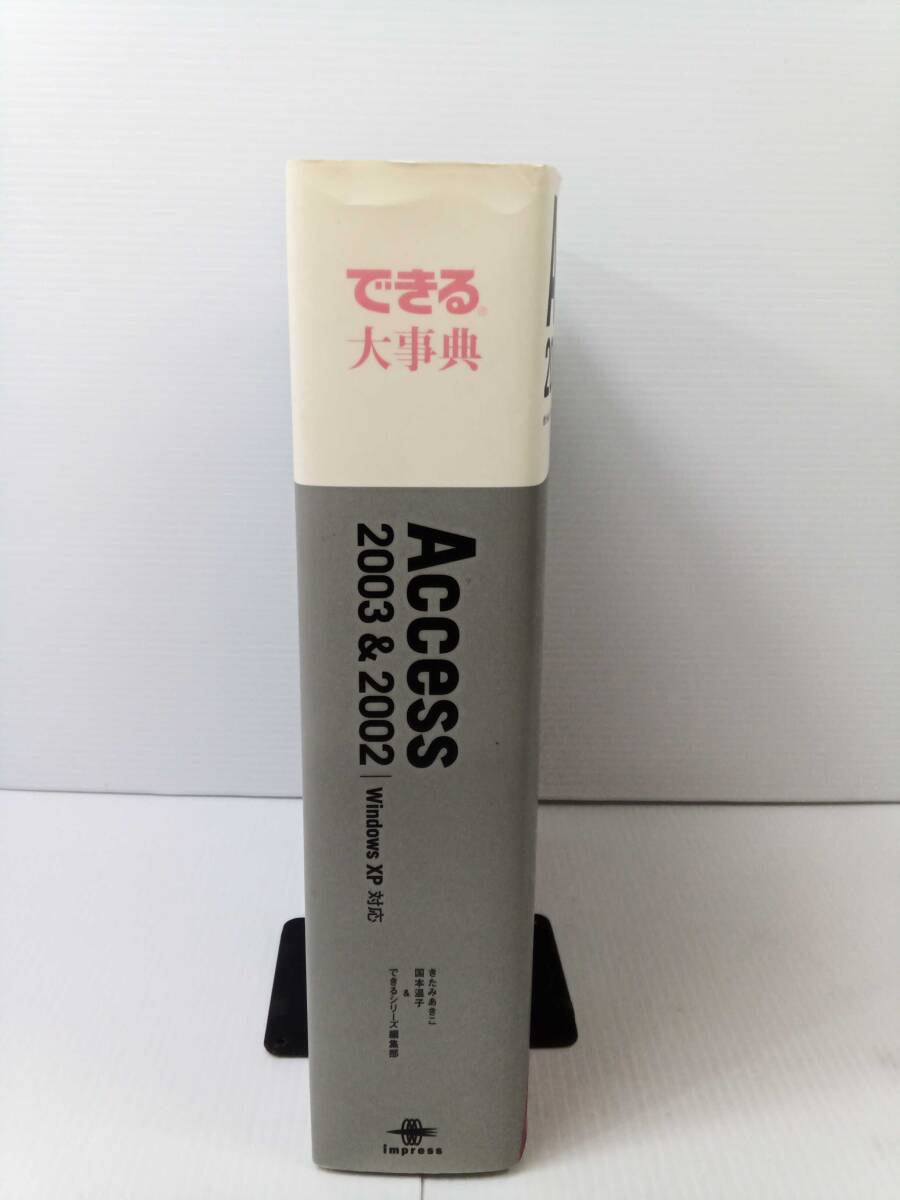 できる®
大事典
Access
2003 & 2002 | Windows XP 対応
きたみあきこ
国本温子
&
できるシリーズ編集部
impress